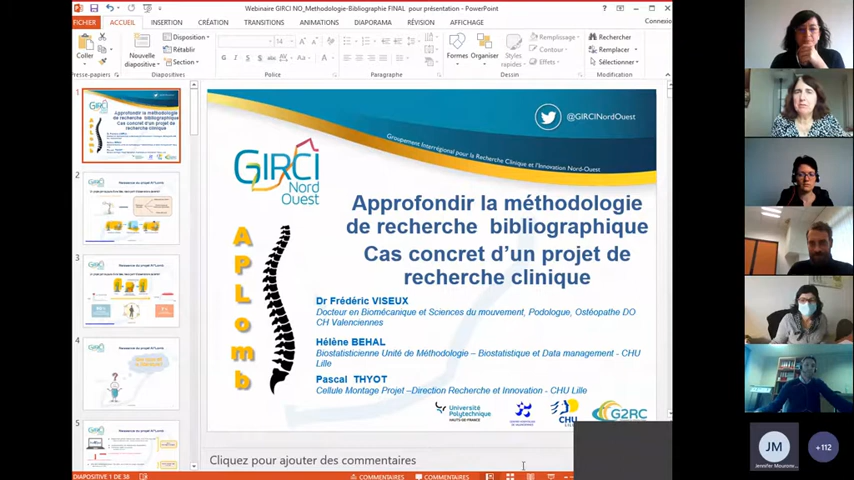 Webinaire GIRCI NO_Methodologie-Bibliographie FINAL pour présentation - PowerPoint
FICHIER
ACCUEIL
INSERTION
CRÉATION
TRANSITIONS
ANIMATIONS
DIAPORAMA
RÉVISION
AFFICHAGE
Connexio
Coller
Nouvelle
diapositive
Disposition
Rétablir
Section
Formes
Organiser
Styles
rapides
Remplissage
Contour
Effets
Rechercher
Remplacer
Sélectionner
Presse-papiers
Diapositives
Police
Paragraphe
Dessin
Modification
1
2
3
4
5
@GIRCINordOuest
Groupement Interrégional pour la Recherche Clinique et l'Innovation Nord-Ouest
GIRCI
Nord
Ouest
APLomb
Approfondir la méthodologie
de recherche bibliographique
Cas concret d'un projet de
recherche clinique
Dr Frédéric VISEUX
Docteur en Biomécanique et Sciences du mouvement, Podologue, Ostéopathe DO
CH Valenciennes
Hélène BEHAL
Biostatisticienne Unité de Méthodologie – Biostatistique et Data management - CHU
Lille
Pascal THYOT
Cellule Montage Projet –Direction Recherche et Innovation - CHU Lille
Université
Polytechnique
HAUTS-DE-FRANCE
CHU
G2RC
Cliquez pour ajouter des commentaires
DIAPOSITIVE 1 DE 38
COMMENTAIRES
COMMENTAIRES
JM
+112